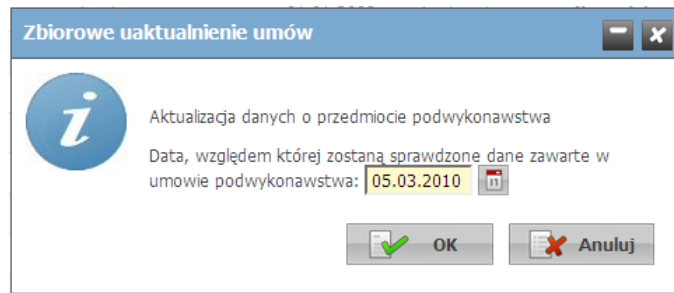 Zbiorowe uaktualnienie umów
Aktualizacja danych o przedmiocie podwykonawstwa
Data, względem której zostaną sprawdzone dane zawarte w
umowie podwykonawstwa: 05.03.2010
OK Anuluj